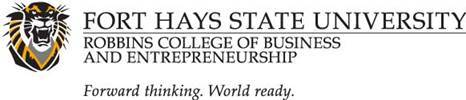 FORT HAYS STATE UNIVERSITY
ROBBINS COLLEGE OF BUSINESS
AND ENTREPRENEURSHIP
Forward thinking. World ready.